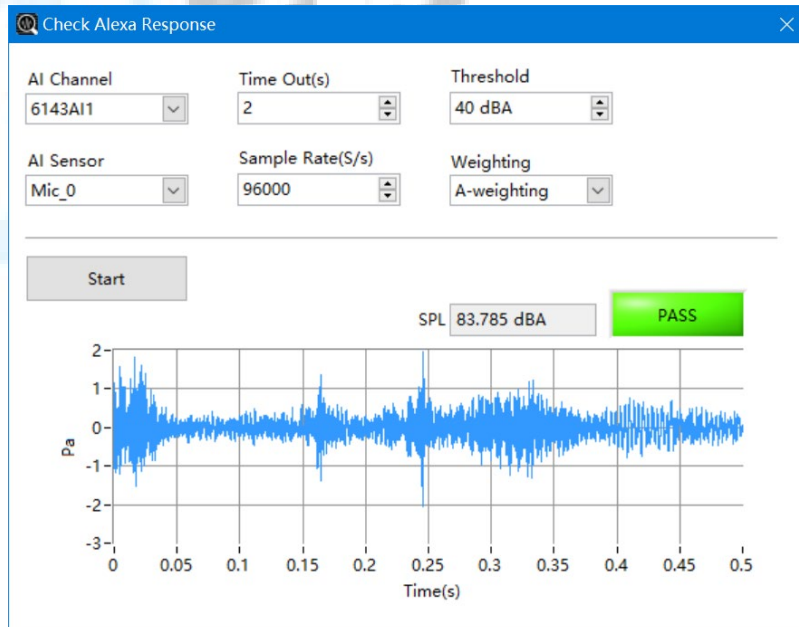 Check Alexa Response
AI Channel Time Out(s) Threshold
6143AI1 2 40 dBA
AI Sensor Sample Rate(S/s) Weighting
Mic_0 96000 A-weighting
Start
SPL 83.785 dBA PASS
2
1
0
-1
-2
-3
Pa
0 0.05 0.1 0.15 0.2 0.25 0.3 0.35 0.4 0.45 0.5
Time(s)